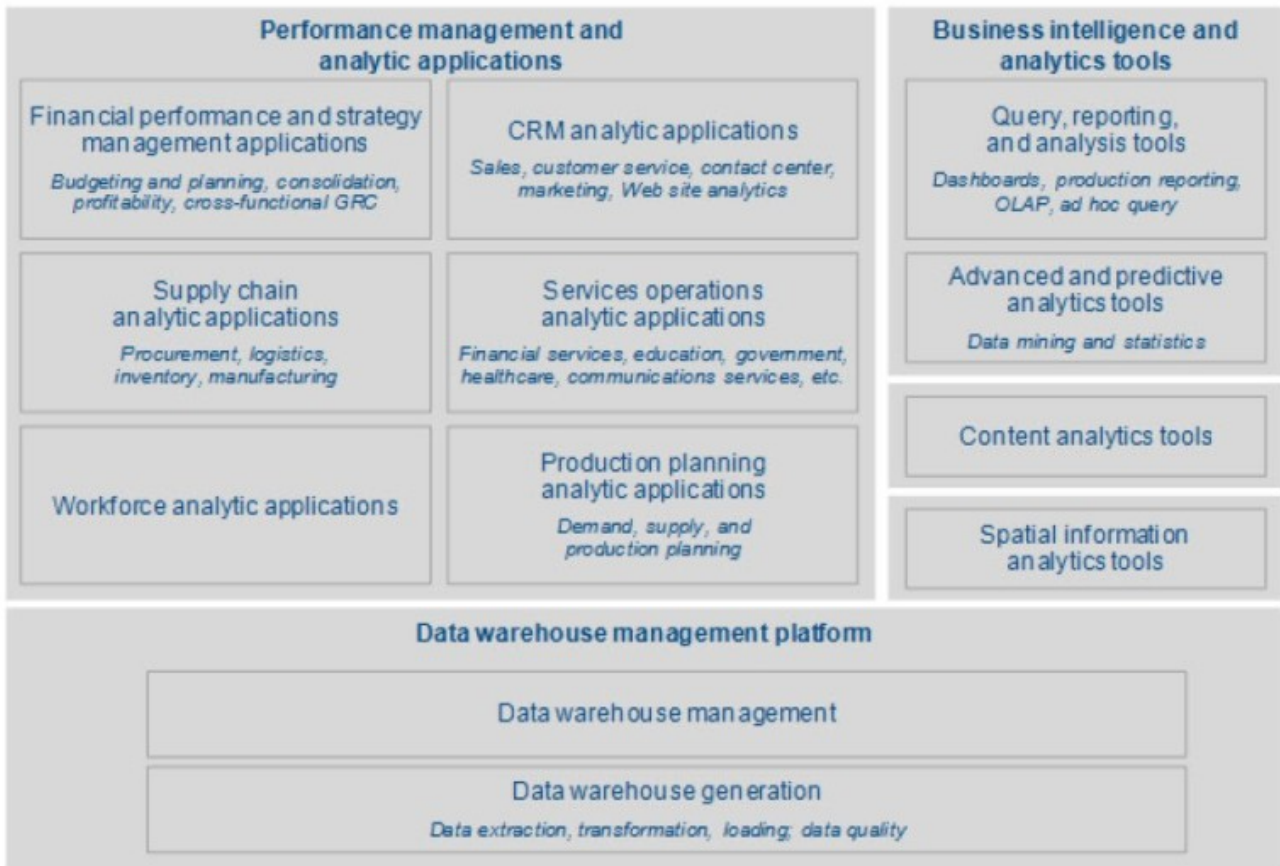 Performance management and
analytic applications
Financial performance and strategy
management applications
Budgeting and planning, consolidation,
profitability, cross-functional GRC
CRM analytic applications
Sales, customer service, contact center,
marketing, Web site analytics
Supply chain
analytic applications
Procurement, logistics,
inventory, manufacturing
Services operations
analytic applications
Financial services, education, government,
healthcare, communications services, etc.
Workforce analytic applications
Production planning
analytic applications
Demand, supply, and
production planning
Business intelligence and
analytics tools
Query, reporting,
and analysis tools
Dashboards, production reporting,
OLAP, ad hoc query
Advanced and predictive
analytics tools
Data mining and statistics
Content analytics tools
Spatial information
analytics tools
Data warehouse management platform
Data warehouse management
Data warehouse generation
Data extraction, transformation, loading; data quality